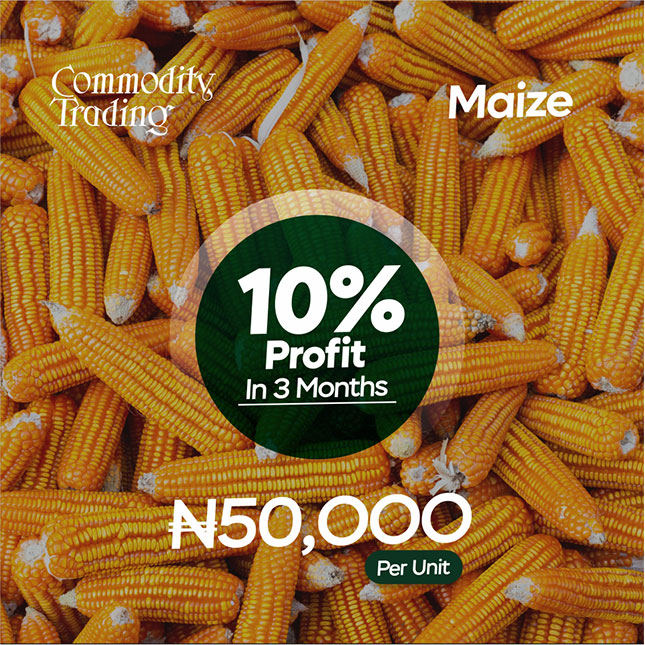 Commodity
Trading
Maize
10%
Profit
In 3 Months
₦50,000
Per Unit